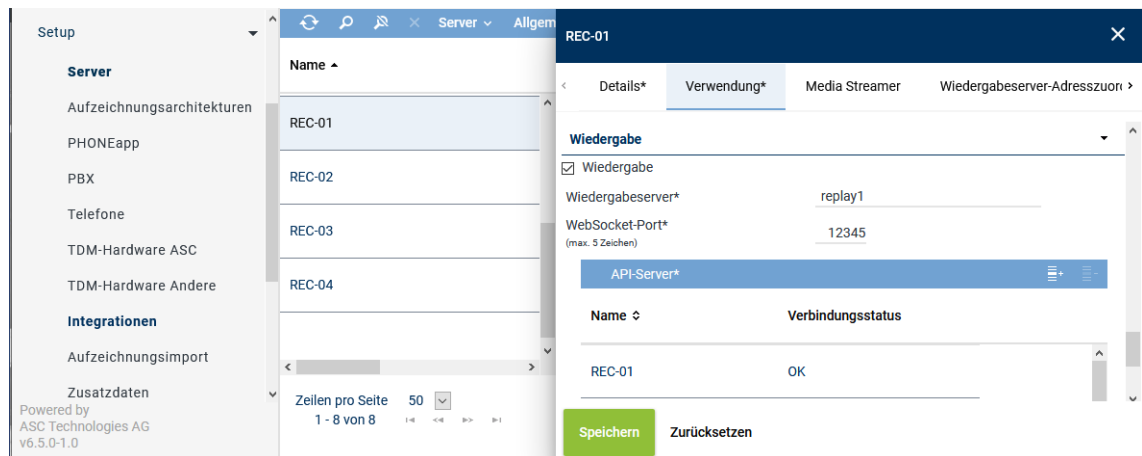 Setup
Server
Aufzeichnungsarchitekturen
PHONEapp
PBX
Telefone
TDM-Hardware ASC
TDM-Hardware Andere
Integrationen
Aufzeichnungsimport
Zusatzdaten
Powered by
ASC Technologies AG
v6.5.0-1.0
Server
Allgem
Name
REC-01
REC-02
REC-03
REC-04
Zeilen pro Seite 50
1 - 8 von 8
REC-01
Details* Verwendung* Media Streamer Wiedergabeserver-Adresszuor
Wiedergabe
Wiedergabe
Wiedergabeserver* replay1
WebSocket-Port* 12345
(max. 5 Zeichen)
API-Server*
Name Verbindungsstatus
REC-01 OK
Speichern Zurücksetzen